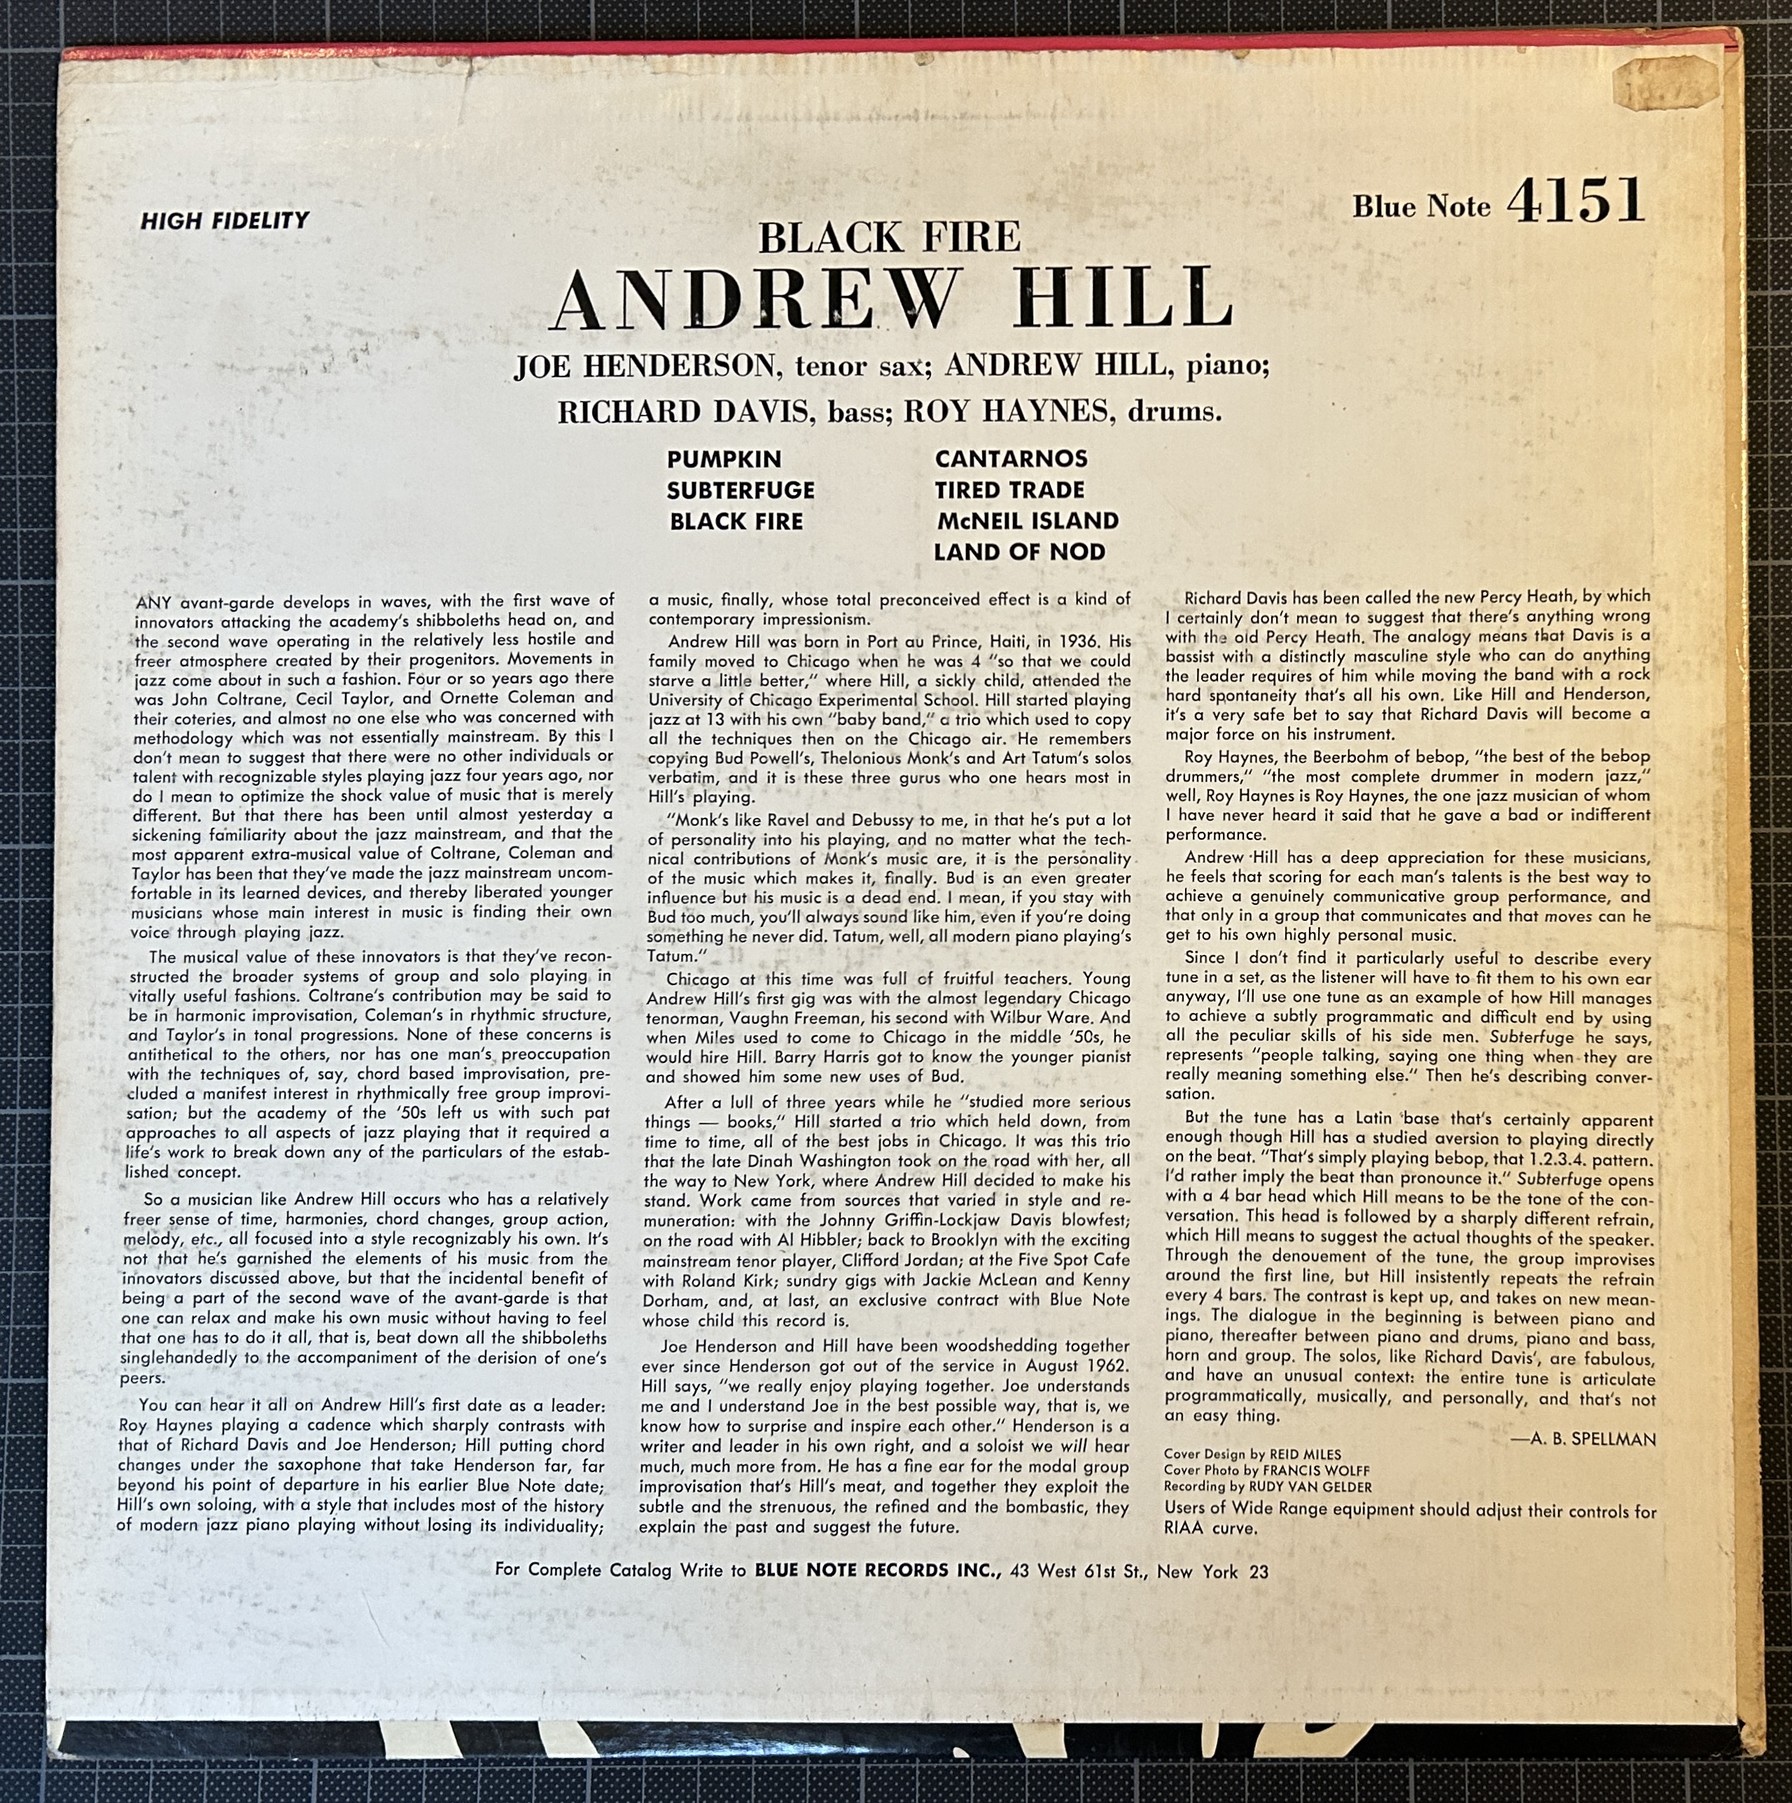 HIGH FIDELITY
Blue Note 4151
BLACK FIRE
ANDREW HILL
JOE HENDERSON, tenor sax; ANDREW HILL, piano;
RICHARD DAVIS, bass; ROY HAYNES, drums.
PUMPKIN
SUBTERFUGE
BLACK FIRE
CANTARNOS
TIRED TRADE
McNEIL ISLAND
LAND OF NOD
ANY avant-garde develops in waves, with the first wave of
innovators attacking the academy's shibboleths head on, and
the second wave operating in the relatively less hostile and
freer atmosphere created by their progenitors. Movements in
jazz come about in such a fashion. Four or so years ago there
was John Coltrane, Cecil Taylor, and Ornette Coleman and
their coteries, and almost no one else who was concerned with
methodology which was not essentially mainstream. By this I
don't mean to suggest that there were no other individuals or
talent with recognizable styles playing jazz four years ago, nor
do I mean to optimize the shock value of music that is merely
different. But that there has been until almost yesterday a
sickening familiarity about the jazz mainstream, and that the
most apparent extra-musical value of Coltrane, Coleman and
Taylor has been that they've made the jazz mainstream uncom-
fortable in its learned devices, and thereby liberated younger
musicians whose main interest in music is finding their own
voice through playing jazz.
The musical value of these innovators is that they've recon-
structed the broader systems of group and solo playing in
vitally useful fashions. Coltrane's contribution may be said to
be in harmonic improvisation, Coleman's in rhythmic structure,
and Taylor's in tonal progressions. None of these concerns is
antithetical to the others, nor has one man's preoccupation
with the techniques of, say, chord based improvisation, pre-
cluded a manifest interest in rhythmically free group improvi-
sation; but the academy of the '50s left us with such pat
approaches to all aspects of jazz playing that it required a
life's work to break down any of the particulars of the estab-
lished concept.
So a musician like Andrew Hill occurs who has a relatively
freer sense of time, harmonies, chord changes, group action,
melody, etc., all focused into a style recognizably his own. It's
not that he's garnished the elements of his music from the
innovators discussed above, but that the incidental benefit of
being a part of the second wave of the avant-garde is that
one can relax and make his own music without having to feel
that one has to do it all, that is, beat down all the shibboleths
singlehandedly to the accompaniment of the derision of one's
peers.
You can hear it all on Andrew Hill's first date as a leader:
Roy Haynes playing a cadence which sharply contrasts with
that of Richard Davis and Joe Henderson; Hill putting chord
changes under the saxophone that take Henderson far, far
beyond his point of departure in his earlier Blue Note date;
Hill's own soloing, with a style that includes most of the history
of modern jazz piano playing without losing its individuality;
a music, finally, whose total preconceived effect is a kind of
contemporary impressionism.
Andrew Hill was born in Port au Prince, Haiti, in 1936. His
family moved to Chicago when he was 4 "so that we could
starve a little better," where Hill, a sickly child, attended the
University of Chicago Experimental School. Hill started playing
jazz at 13 with his own "baby band," a trio which used to copy
all the techniques then on the Chicago air. He remembers
copying Bud Powell's, Thelonious Monk's and Art Tatum's solos
verbatim, and it is these three gurus who one hears most in
Hill's playing.
"Monk's like Ravel and Debussy to me, in that he's put a lot
of personality into his playing, and no matter what the tech-
nical contributions of Monk's music are, it is the personality
of the music which makes it, finally. Bud is an even greater
influence but his music is a dead end. I mean, if you stay with
Bud too much, you'll always sound like him, even if you're doing
something he never did. Tatum, well, all modern piano playing's
Tatum."
Chicago at this time was full of fruitful teachers. Young
Andrew Hill's first gig was with the almost legendary Chicago
tenorman, Vaughn Freeman, his second with Wilbur Ware. And
when Miles used to come to Chicago in the middle '50s, he
would hire Hill. Barry Harris got to know the younger pianist
and showed him some new uses of Bud.
After a lull of three years while he "studied more serious
things — books," Hill started a trio which held down, from
time to time, all of the best jobs in Chicago. It was this trio
that the late Dinah Washington took on the road with her, all
the way to New York, where Andrew Hill decided to make his
stand. Work came from sources that varied in style and re-
muneration: with the Johnny Griffin-Lockjaw Davis blowfest;
on the road with Al Hibbler; back to Brooklyn with the exciting
mainstream tenor player, Clifford Jordan; at the Five Spot Cafe
with Roland Kirk; sundry gigs with Jackie McLean and Kenny
Dorham, and, at last, an exclusive contract with Blue Note
whose child this record is.
Joe Henderson and Hill have been woodshedding together
ever since Henderson got out of the service in August 1962.
Hill says, "we really enjoy playing together. Joe understands
me and I understand Joe in the best possible way, that is, we
know how to surprise and inspire each other." Henderson is a
writer and leader in his own right, and a soloist we will hear
much, much more from. He has a fine ear for the modal group
improvisation that's Hill's meat, and together they exploit the
subtle and the strenuous, the refined and the bombastic, they
explain the past and suggest the future.
Richard Davis has been called the new Percy Heath, by which
I certainly don't mean to suggest that there's anything wrong
with the old Percy Heath. The analogy means that Davis is a
bassist with a distinctly masculine style who can do anything
the leader requires of him while moving the band with a rock
hard spontaneity that's all his own. Like Hill and Henderson,
it's a very safe bet to say that Richard Davis will become a
major force on his instrument.
Roy Haynes, the Beerbohm of bebop, "the best of the bebop
drummers," "the most complete drummer in modern jazz,"
well, Roy Haynes is Roy Haynes, the one jazz musician of whom
I have never heard it said that he gave a bad or indifferent
performance.
Andrew Hill has a deep appreciation for these musicians,
he feels that scoring for each man's talents is the best way to
achieve a genuinely communicative group performance, and
that only in a group that communicates and that moves can he
get to his own highly personal music.
Since I don't find it particularly useful to describe every
tune in a set, as the listener will have to fit them to his own ear
anyway, I'll use one tune as an example of how Hill manages
to achieve a subtly programmatic and difficult end by using
all the peculiar skills of his side men. Subterfuge he says,
represents "people talking, saying one thing when they are
really meaning something else." Then he's describing conver-
sation.
But the tune has a Latin base that's certainly apparent
enough though Hill has a studied aversion to playing directly
on the beat. "That's simply playing bebop, that 1.2.3.4. pattern.
I'd rather imply the beat than pronounce it." Subterfuge opens
with a 4 bar head which Hill means to be the tone of the con-
versation. This head is followed by a sharply different refrain,
which Hill means to suggest the actual thoughts of the speaker.
Through the denouement of the tune, the group improvises
around the first line, but Hill insistently repeats the refrain
every 4 bars. The contrast is kept up, and takes on new mean-
ings. The dialogue in the beginning is between piano and
piano, thereafter between piano and drums, piano and bass,
horn and group. The solos, like Richard Davis', are fabulous,
and have an unusual context: the entire tune is articulate
programmatically, musically, and personally, and that's not
an easy thing.
—A. B. SPELLMAN
Cover Design by REID MILES
Cover Photo by FRANCIS WOLFF
Recording by RUDY VAN GELDER
Users of Wide Range equipment should adjust their controls for
RIAA curve.
For Complete Catalog Write to BLUE NOTE RECORDS INC., 43 West 61st St., New York 23